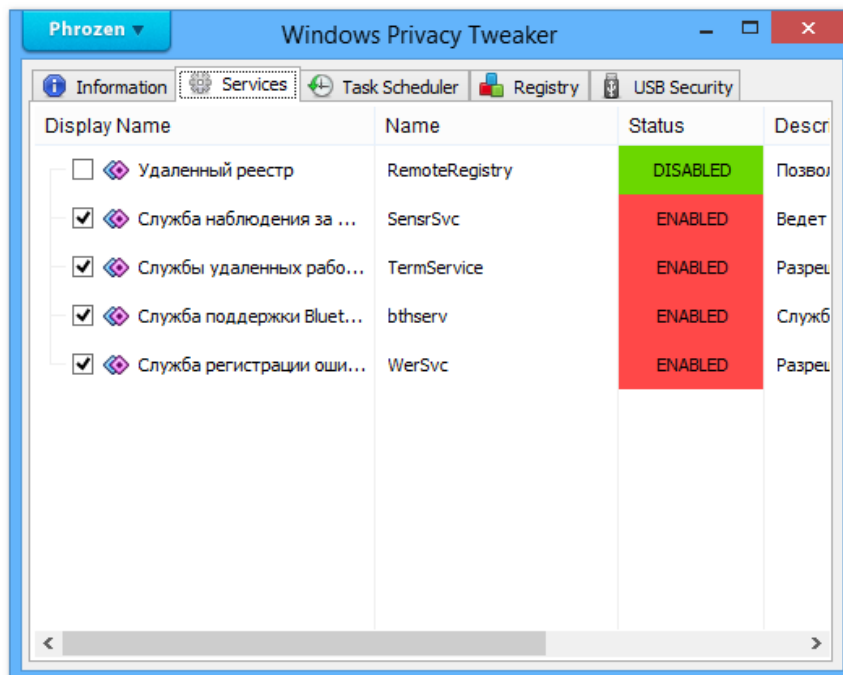 Phrozen
Windows Privacy Tweaker
Information Services Task Scheduler Registry USB Security
Display Name Name Status Descri
Удаленный реестр RemoteRegistry DISABLED Позвол
Служба наблюдения за ... SensrSvc ENABLED Ведет
Службы удаленных рабо... TermService ENABLED Разреш
Служба поддержки Bluet... bthserv ENABLED Служб
Служба регистрации оши... WerSvc ENABLED Разреш